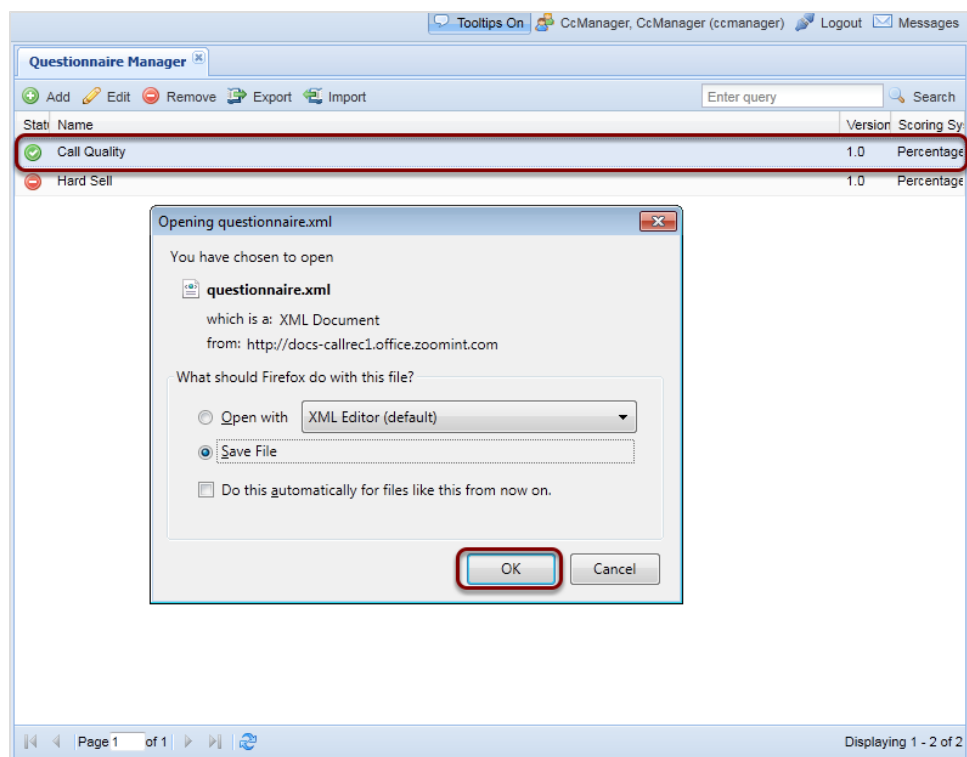 Tooltips On CcManager, CcManager (ccmanager) Logout Messages
Questionnaire Manager
Add Edit Remove Export Import Enter query Search
Stat Name Version Scoring Sy
Call Quality 1.0 Percentage
Hard Sell 1.0 Percentage
Opening questionnaire.xml
You have chosen to open
questionnaire.xml
which is a: XML Document
from: http://docs-callrec1.office.zoomint.com
What should Firefox do with this file?
Open with XML Editor (default)
Save File
Do this automatically for files like this from now on.
OK Cancel
Page 1 of 1 Displaying 1 - 2 of 2